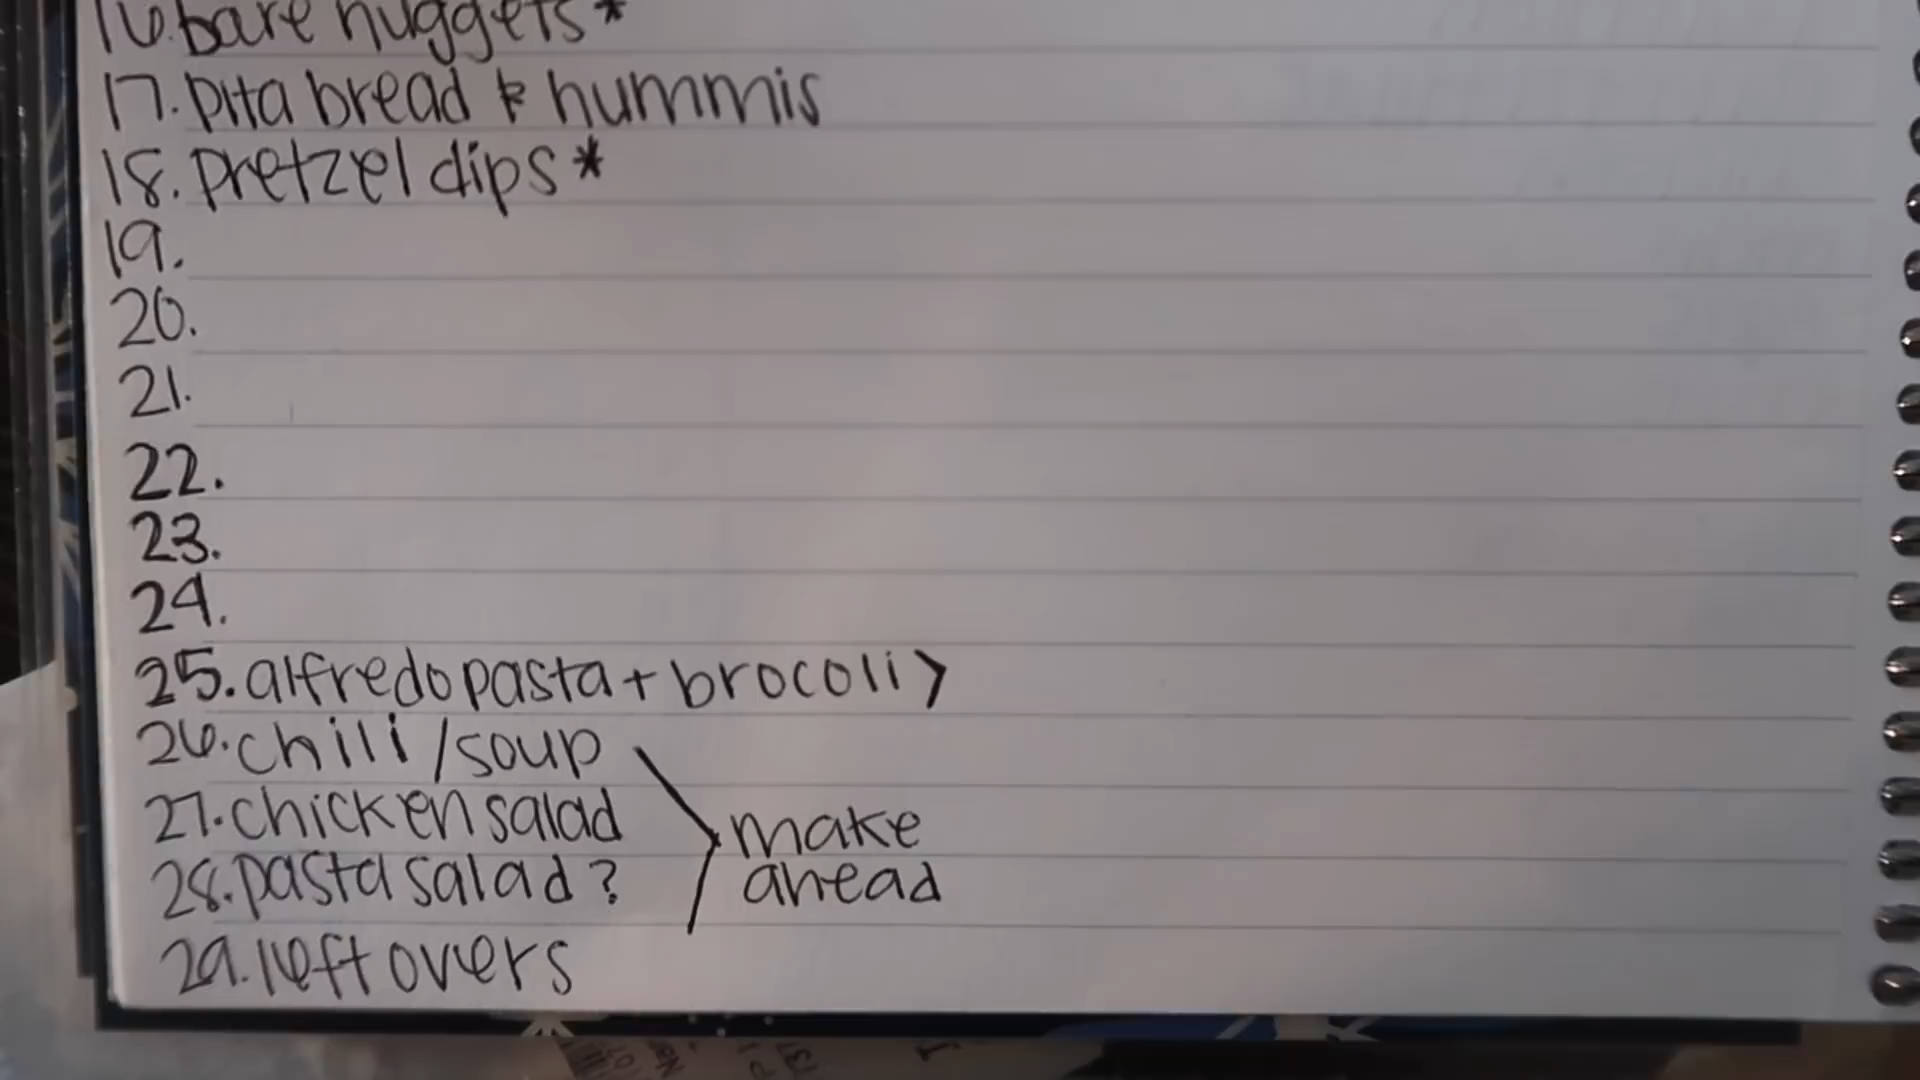 16. bare nuggets*
17. pita bread & hummis
18. pretzel dips*
19.
20.
21.
22.
23.
24.
25. alfredo pasta + brocoli >
26. chili/soup
27. chicken salad
28. pasta salad?
make
ahead
29. leftovers